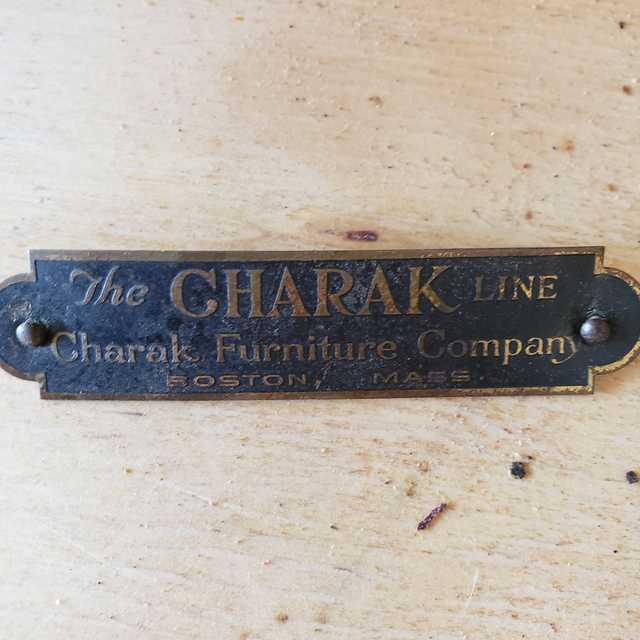 The CHARAK LINE
Charak Furniture Company
BOSTON, MASS